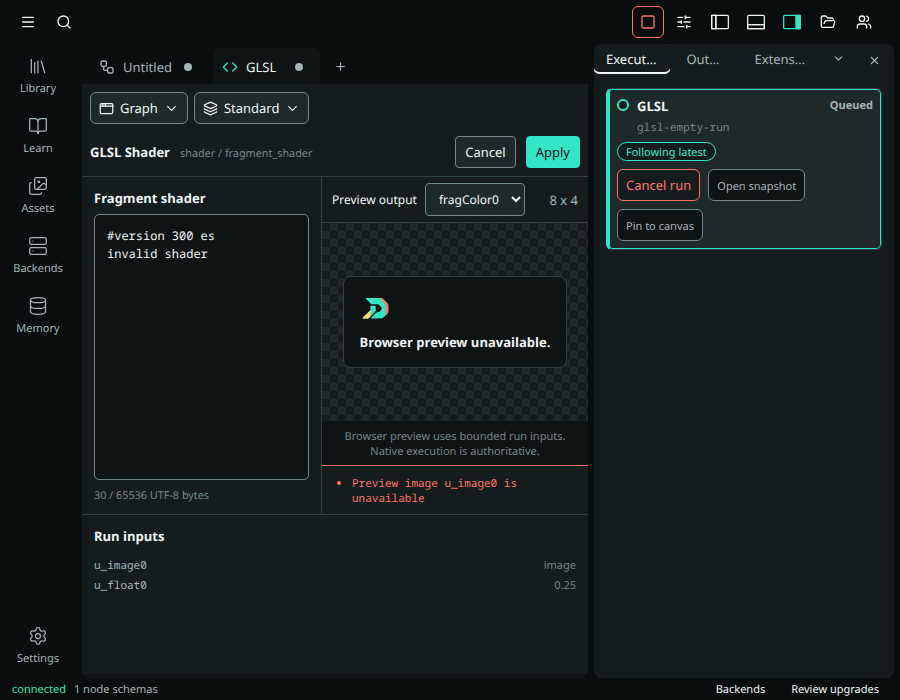 Untitled
GLSL
Execut...
Out...
Extens...
Library
Learn
Assets
Backends
Memory
Settings
Graph
Standard
GLSL Shader
shader / fragment_shader
Cancel
Apply
Fragment shader
#version 300 es
invalid shader
30 / 65536 UTF-8 bytes
Preview output
fragColor0
8 x 4
Browser preview unavailable.
Browser preview uses bounded run inputs.
Native execution is authoritative.
Preview image u_image0 is
unavailable
Run inputs
u_image0
image
u_float0
0.25
GLSL
Queued
glsl-empty-run
Following latest
Cancel run
Open snapshot
Pin to canvas
connected
1 node schemas
Backends
Review upgrades